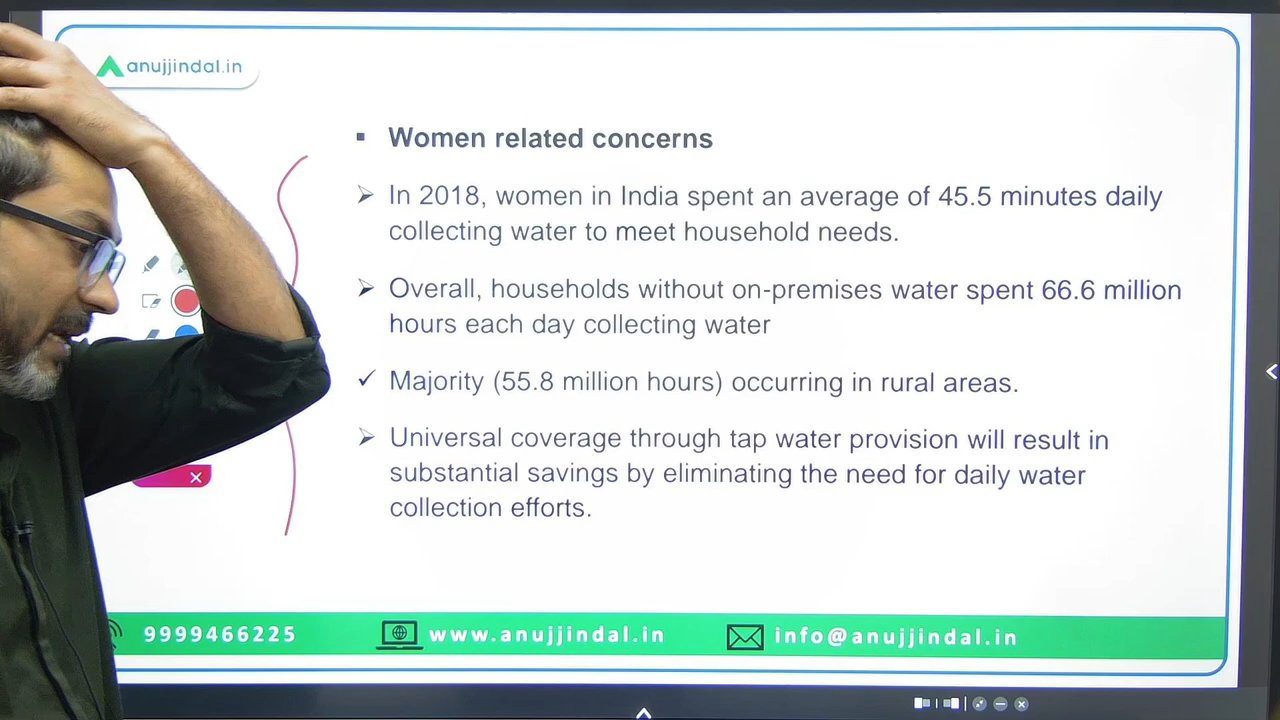 anujjindal.in
▪ Women related concerns
➢ In 2018, women in India spent an average of 45.5 minutes daily
collecting water to meet household needs.
➢ Overall, households without on-premises water spent 66.6 million
hours each day collecting water
✓ Majority (55.8 million hours) occurring in rural areas.
➢ Universal coverage through tap water provision will result in
substantial savings by eliminating the need for daily water
collection efforts.
9999466225 www.anujjindal.in info@anujjindal.in